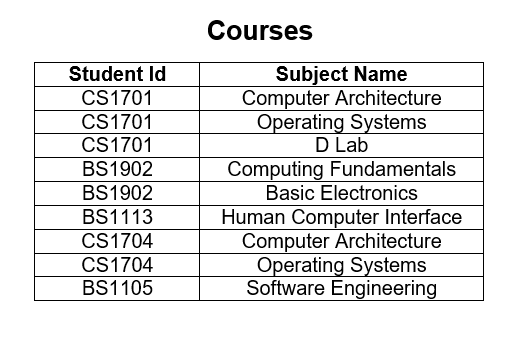 Courses
Student Id Subject Name
CS1701 Computer Architecture
CS1701 Operating Systems
CS1701 D Lab
BS1902 Computing Fundamentals
BS1902 Basic Electronics
BS1113 Human Computer Interface
CS1704 Computer Architecture
CS1704 Operating Systems
BS1105 Software Engineering